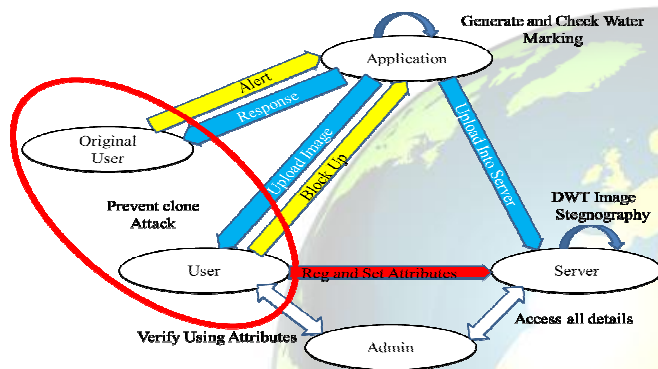 Generate and Check Water
Marking
Application
Alert
Response
Original
User
Upload Image
Block Up
Upload Into Server
Prevent clone
Attack
DWT Image
Stegnography
User
Reg and Set Attributes
Server
Verify Using Attributes
Access all details
Admin